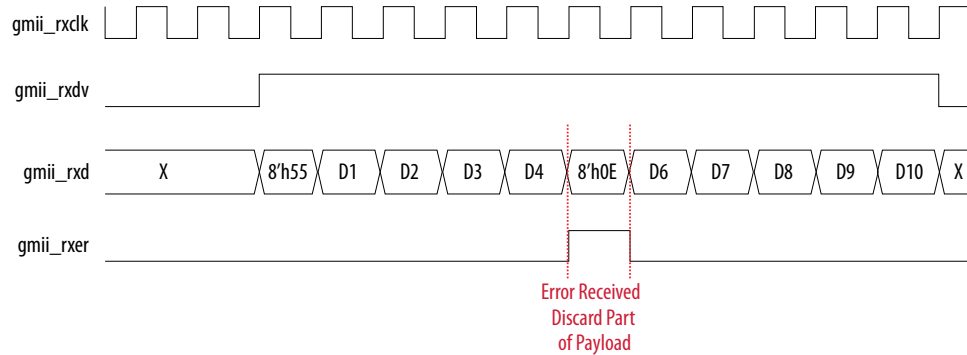 gmii_rxclk
gmii_rxdv
gmii_rxd X 8'h55 D1 D2 D3 D4 8'h0E D6 D7 D8 D9 D10 X
gmii_rxer
Error Received
Discard Part
of Payload